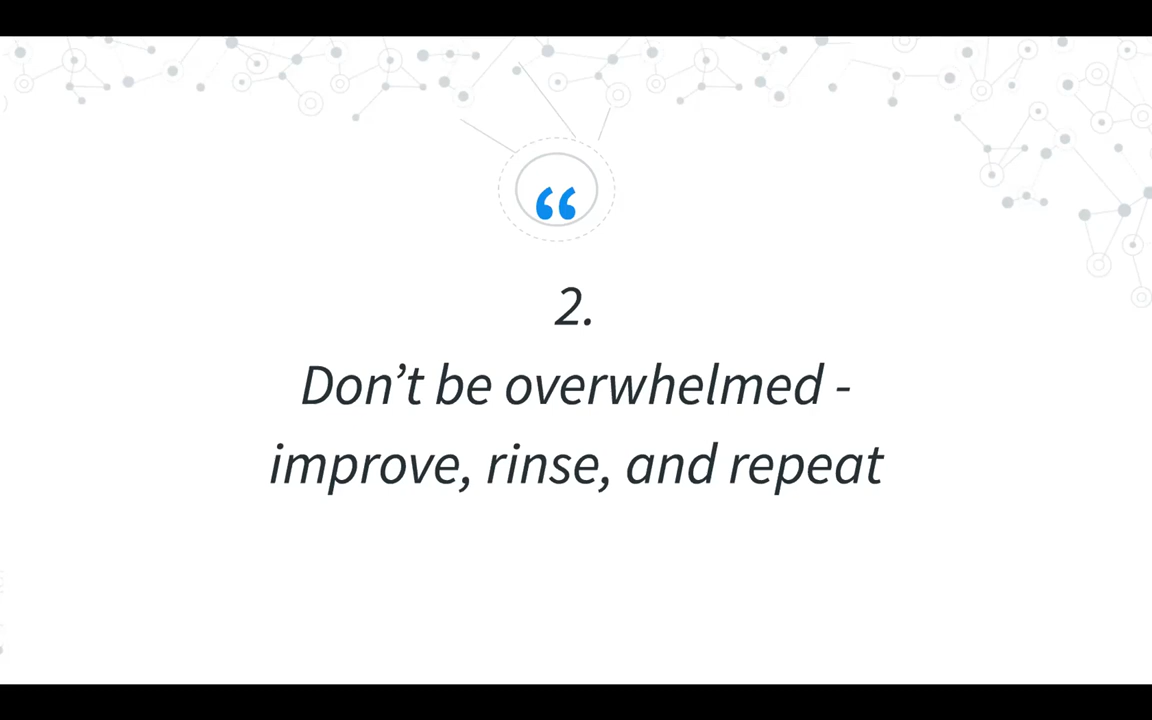 “
2.
Don’t be overwhelmed -
improve, rinse, and repeat